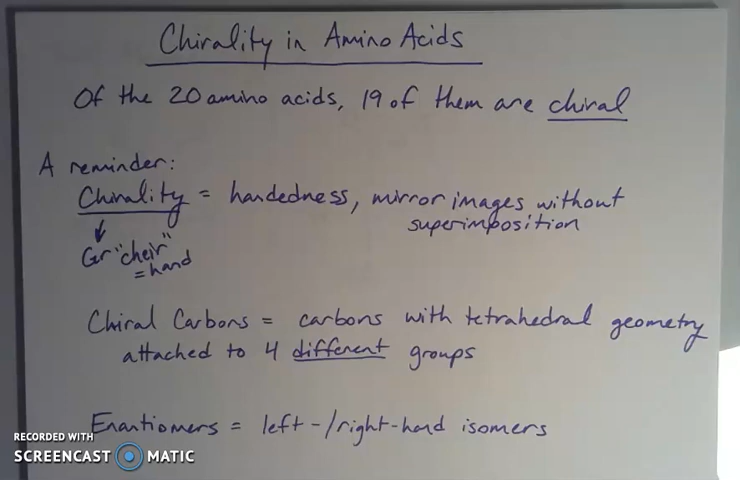 Chirality in Amino Acids
Of the 20 amino acids, 19 of them are chiral
A reminder:
Chirality = handedness, mirror images without
superimposition
Gr "cheir"
= hand
Chiral Carbons = carbons with tetrahedral geometry
attached to 4 different groups
Enantiomers = left-/right-hand isomers
RECORDED WITH
SCREENCAST MATIC